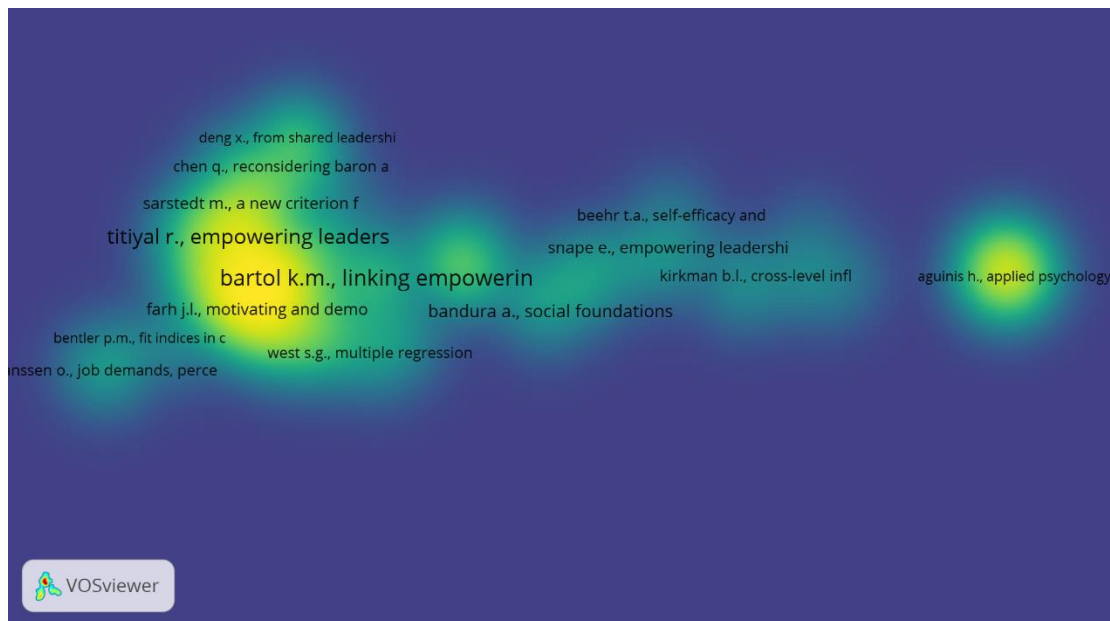 deng x., from shared leadershi
chen q., reconsidering baron a
sarstedt m., a new criterion f
beehr t.a., self-efficacy and
titiyal r., empowering leaders
snape e., empowering leadershi
bartol k.m., linking empowerin
kirkman b.l., cross-level infl
aguinis h., applied psychology
farh j.l., motivating and demo
bandura a., social foundations
bentler p.m., fit indices in c
west s.g., multiple regression
anssen o., job demands, perce
VOSviewer